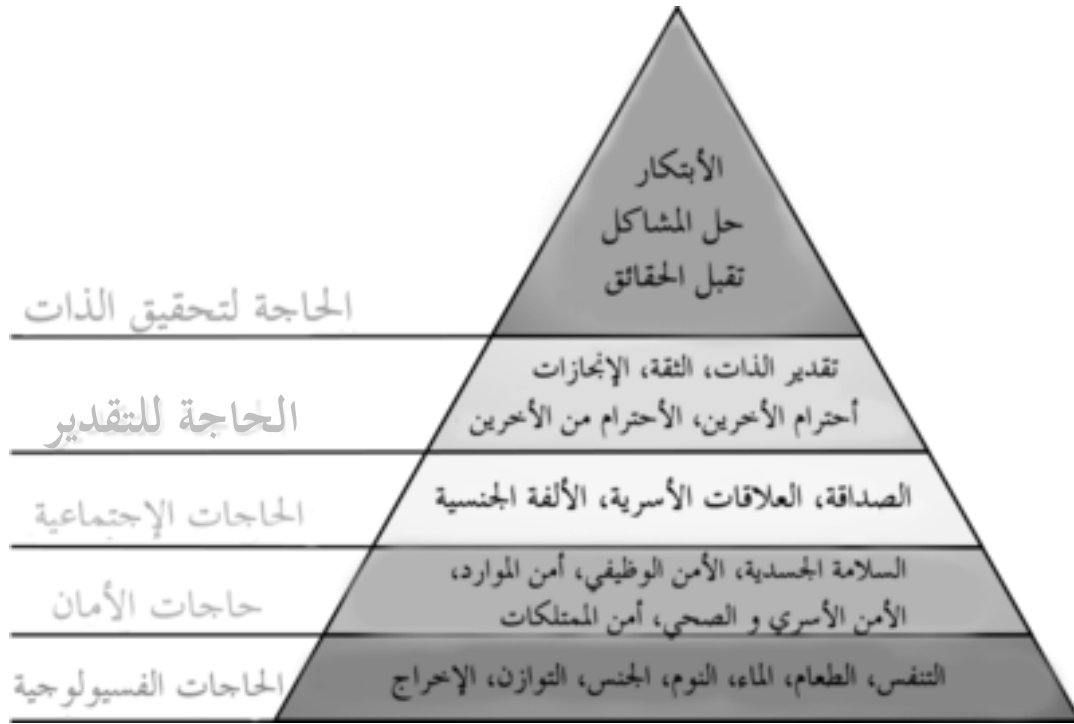 الأبتكار
حل المشاكل
تقبل الحقائق
الحاجة لتحقيق الذات
تقدير الذات، الثقة، الإنجازات
أحترام الأخرين، الأحترام من الأخرين
الحاجة للتقدير
الصداقة، العلاقات الأسرية، الألفة الجنسية
الحاجات الإجتماعية
السلامة الجسدية، الأمن الوظيفي، أمن الموارد،
الأمن الأسري و الصحي، أمن الممتلكات
حاجات الأمان
التنفس، الطعام، الماء، النوم، الجنس، التوازن، الإخراج
الحاجات الفسيولوجية